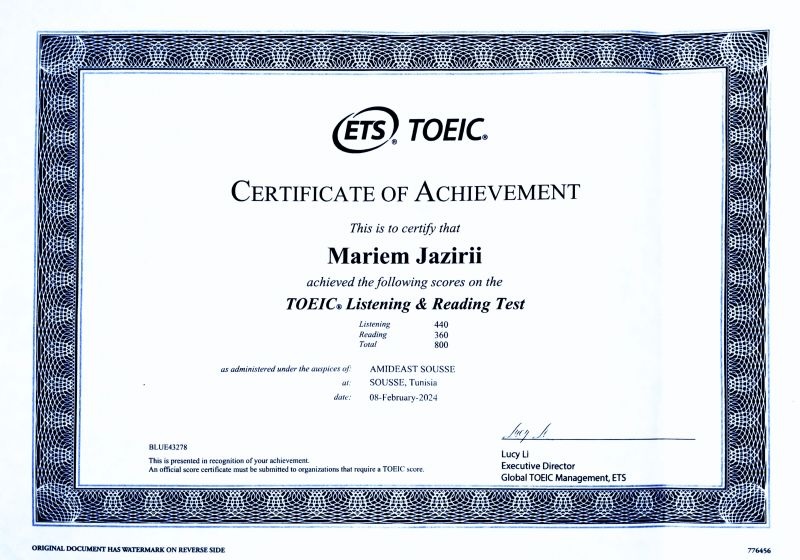 ETS® TOEIC®
CERTIFICATE OF ACHIEVEMENT
This is to certify that
Mariem Jazirii
achieved the following scores on the
TOEIC® Listening & Reading Test
Listening 440
Reading 360
Total 800
as administered under the auspices of: AMIDEAST SOUSSE
at: SOUSSE, Tunisia
date: 08-February-2024
BLUE43278
This is presented in recognition of your achievement.
An official score certificate must be submitted to organizations that require a TOEIC score.
Lucy Li
Lucy Li
Executive Director
Global TOEIC Management, ETS
ORIGINAL DOCUMENT HAS WATERMARK ON REVERSE SIDE
776456